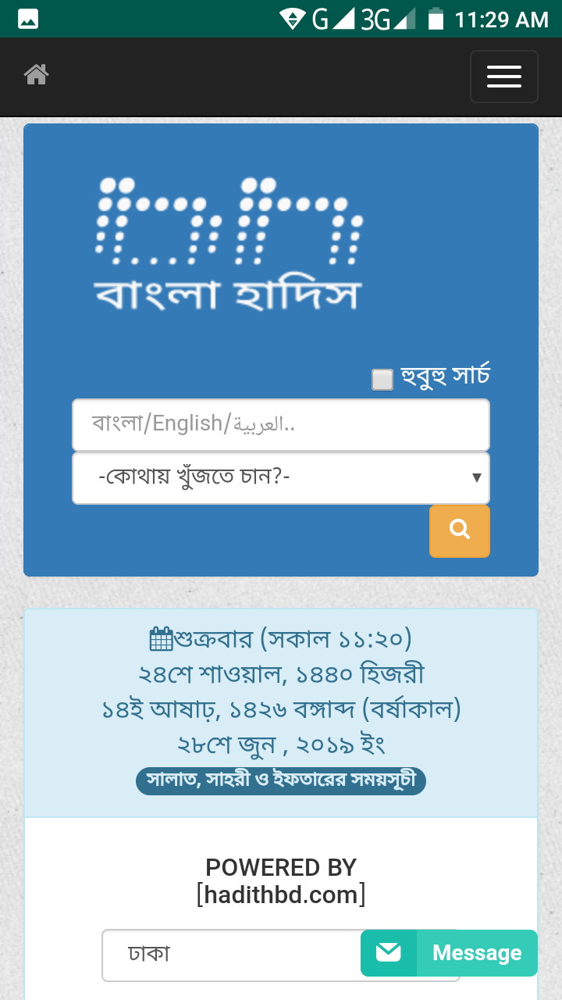 G 3G 11:29 AM
বাংলা হাদিস
হুবুহু সার্চ
বাংলা/English/العربية..
-কোথায় খুঁজতে চান?-
শুক্রবার (সকাল ১১:২০)
২৪শে শাওয়াল, ১৪৪০ হিজরী
১৪ই আষাঢ়, ১৪২৬ বঙ্গাব্দ (বর্ষাকাল)
২৮শে জুন , ২০১৯ ইং
সালাত, সাহরী ও ইফতারের সময়সূচী
POWERED BY
[hadithbd.com]
ঢাকা
Message